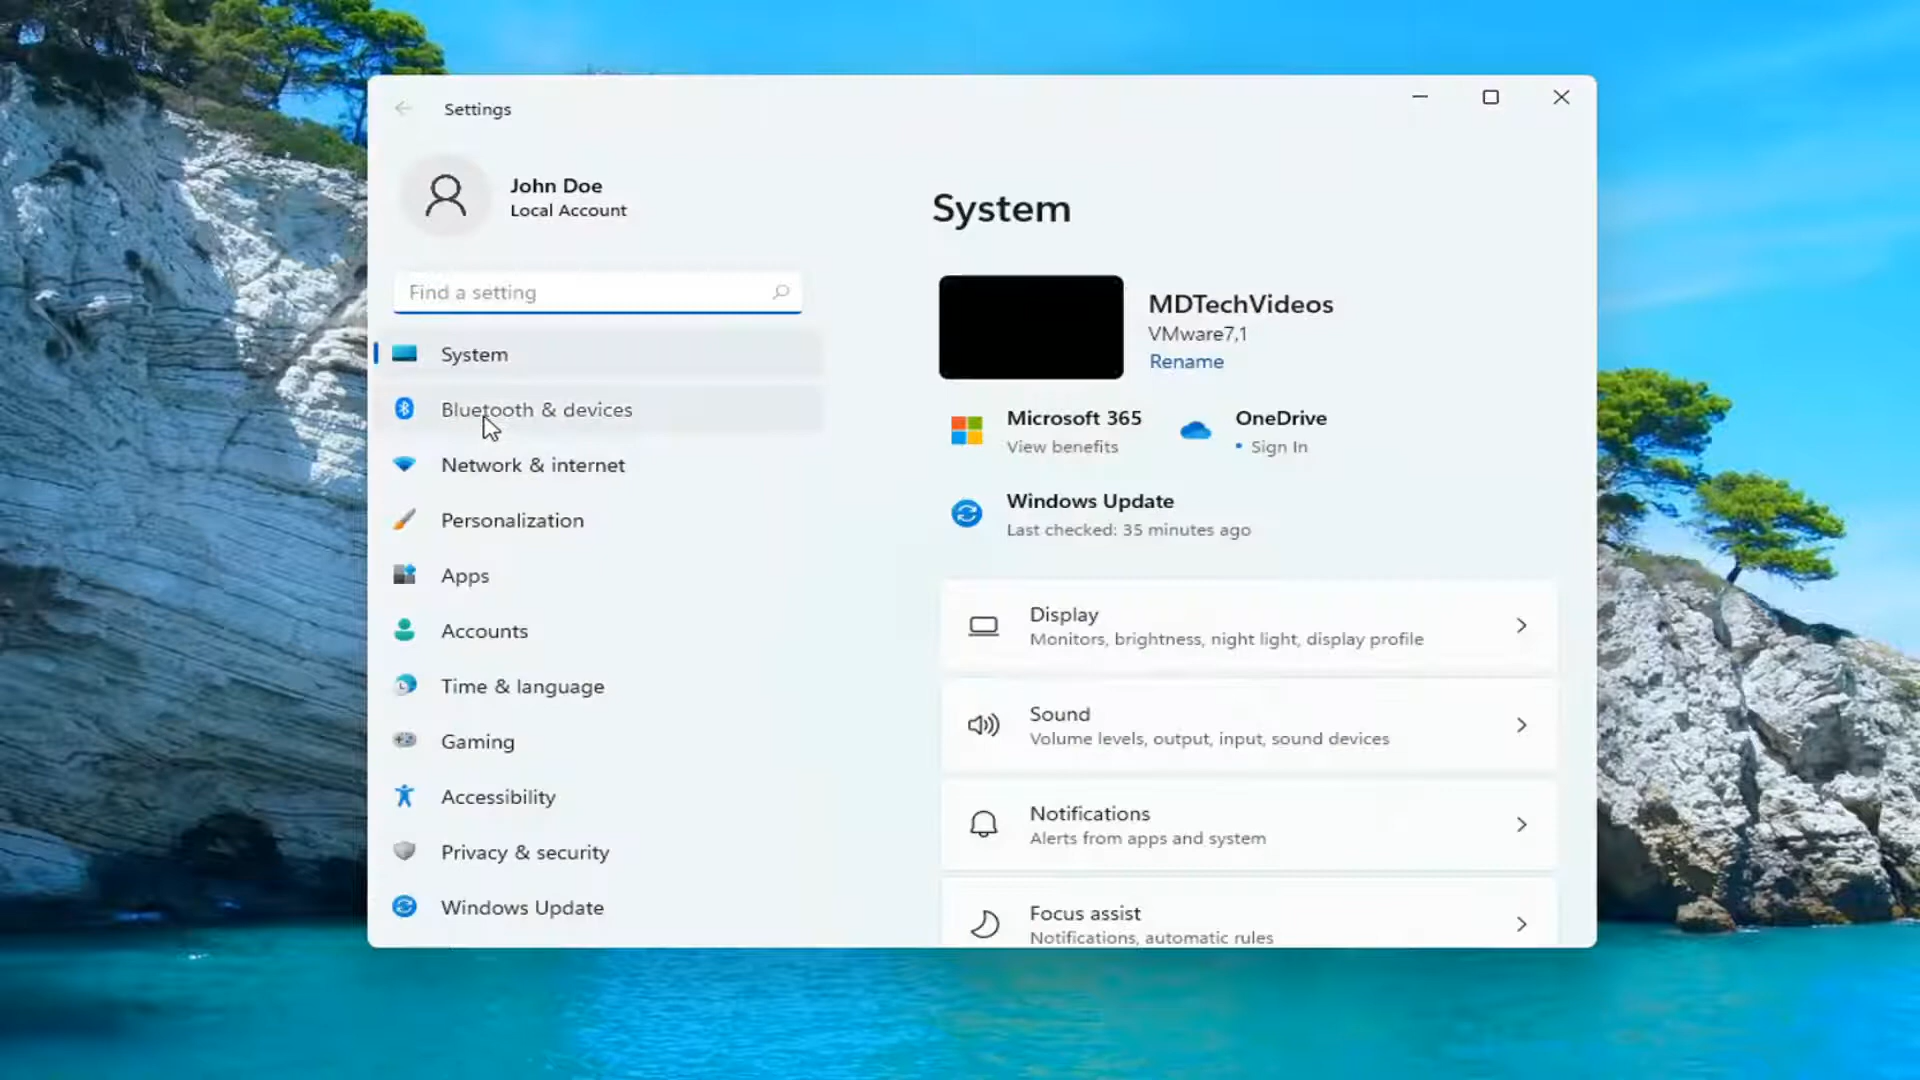 Settings
John Doe
Local Account
Find a setting
System
Bluetooth & devices
Network & internet
Personalization
Apps
Accounts
Time & language
Gaming
Accessibility
Privacy & security
Windows Update
System
MDTechVideos
VMware7,1
Rename
Microsoft 365
View benefits
OneDrive
• Sign In
Windows Update
Last checked: 35 minutes ago
Display
Monitors, brightness, night light, display profile
Sound
Volume levels, output, input, sound devices
Notifications
Alerts from apps and system
Focus assist
Notifications, automatic rules